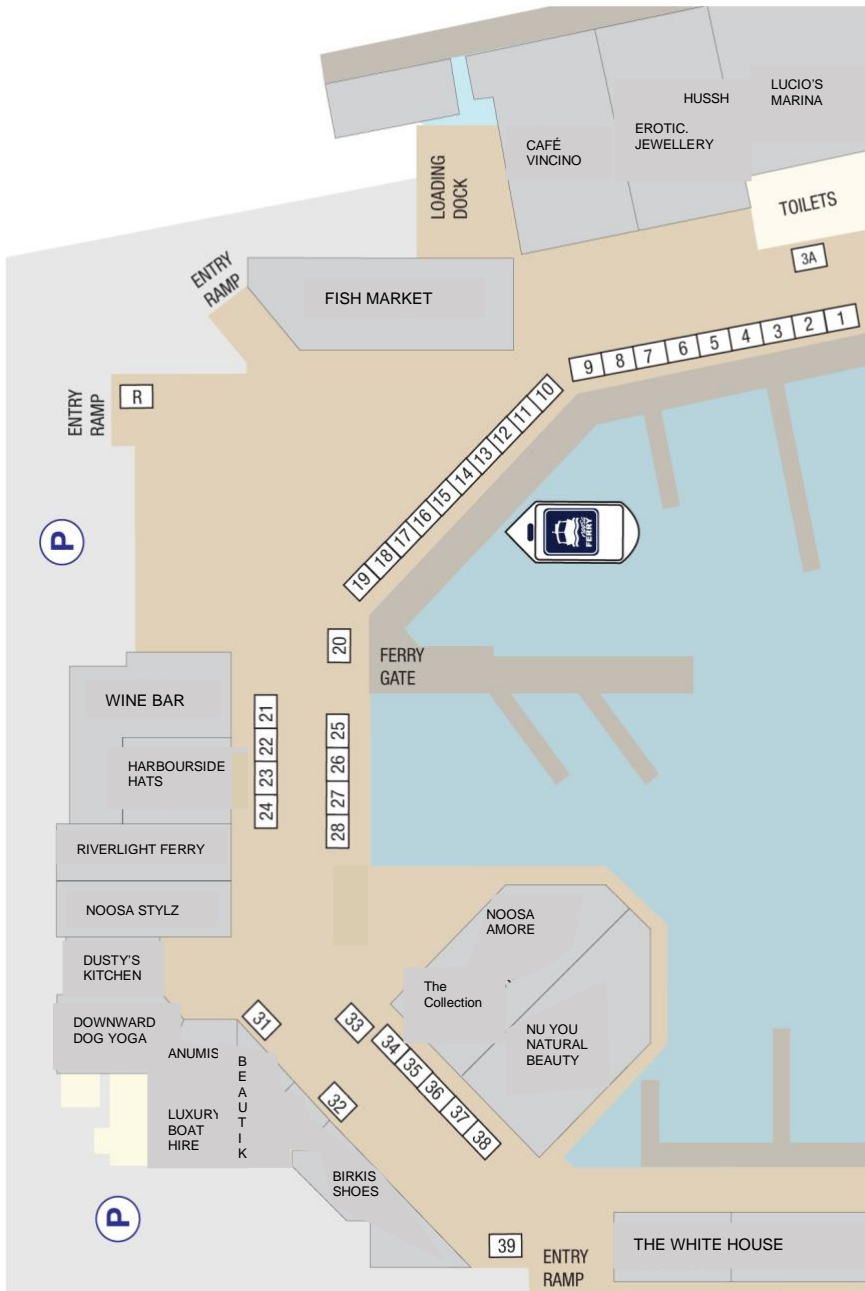 LUCIO'S
MARINA
HUSSH
EROTIC.
JEWELLERY
CAFÉ
VINCINO
LOADING
DOCK
TOILETS
3A
ENTRY
RAMP
FISH MARKET
1
2
3
4
5
6
7
8
9
R
ENTRY
RAMP
10
11
12
13
14
15
16
17
18
19
P
FERRY
20
FERRY
GATE
WINE BAR
21
22
23
24
25
26
27
28
HARBOURSIDE
HATS
RIVERLIGHT FERRY
NOOSA STYLZ
NOOSA
AMORE
DUSTY'S
KITCHEN
The
Collection
DOWNWARD
DOG YOGA
31
33
NU YOU
NATURAL
BEAUTY
ANUMIS
BEAUTIK
34
35
36
37
38
32
LUXURY
BOAT
HIRE
BIRKIS
SHOES
P
39
ENTRY
RAMP
THE WHITE HOUSE